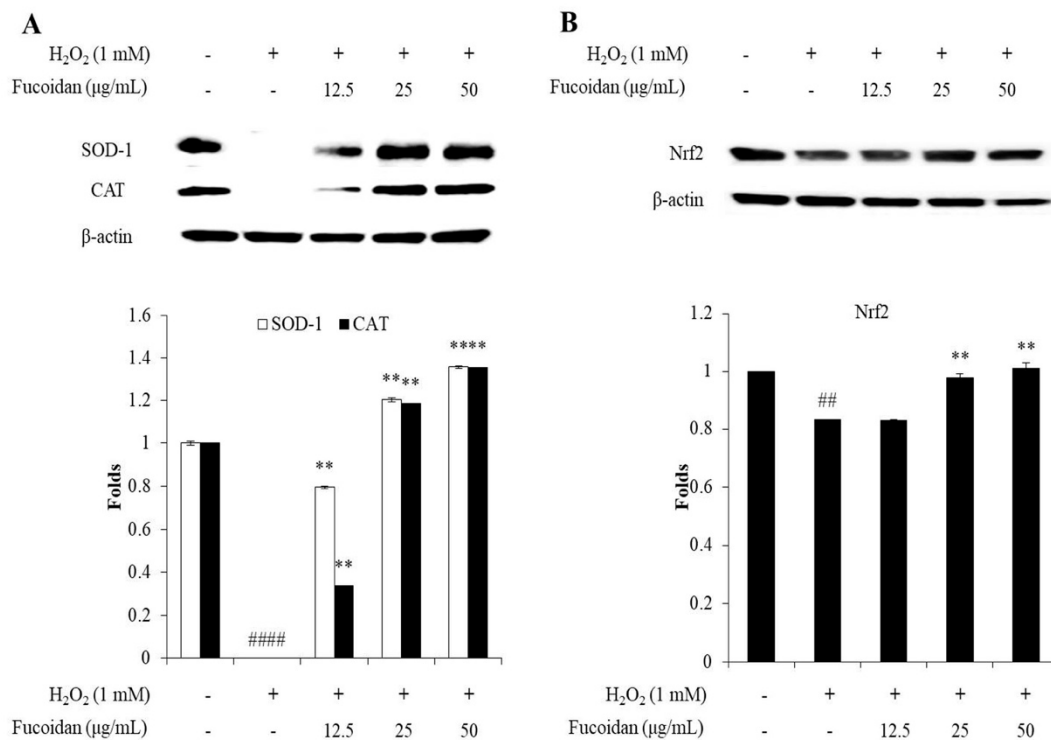 A
H₂O₂ (1 mM) - + + + +
Fucoidan (μg/mL) - - 12.5 25 50
SOD-1
CAT
β-actin
□SOD-1 ■CAT
1.6
1.4
1.2
1
0.8
0.6
0.4
0.2
0
Folds
####
**
**
** **
****
H₂O₂ (1 mM) - + + + +
Fucoidan (μg/mL) - - 12.5 25 50
B
H₂O₂ (1 mM) - + + + +
Fucoidan (μg/mL) - - 12.5 25 50
Nrf2
β-actin
Nrf2
1.2
1
0.8
0.6
0.4
0.2
0
Folds
##
**
**
H₂O₂ (1 mM) - + + + +
Fucoidan (μg/mL) - - 12.5 25 50